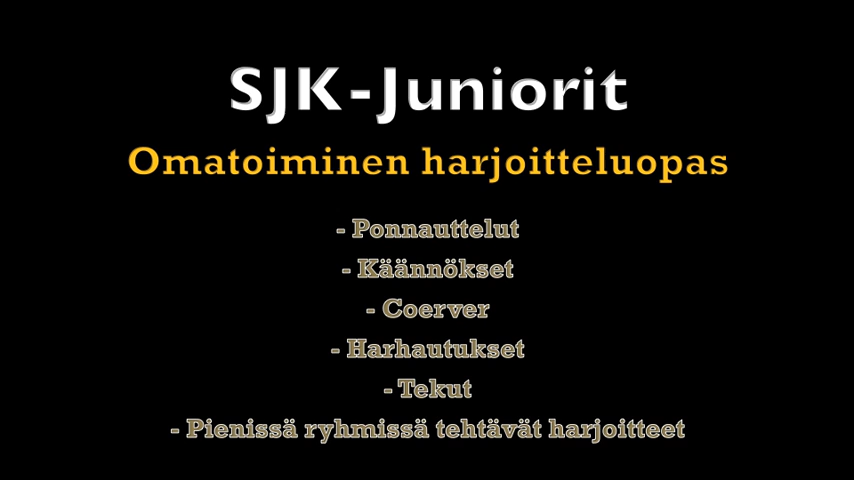 SJK-Juniorit
Omatoiminen harjoitteluopas
- Ponnauttelut
- Käännökset
- Coerver
- Harhautukset
- Tekut
- Pienissä ryhmissä tehtävät harjoitteet